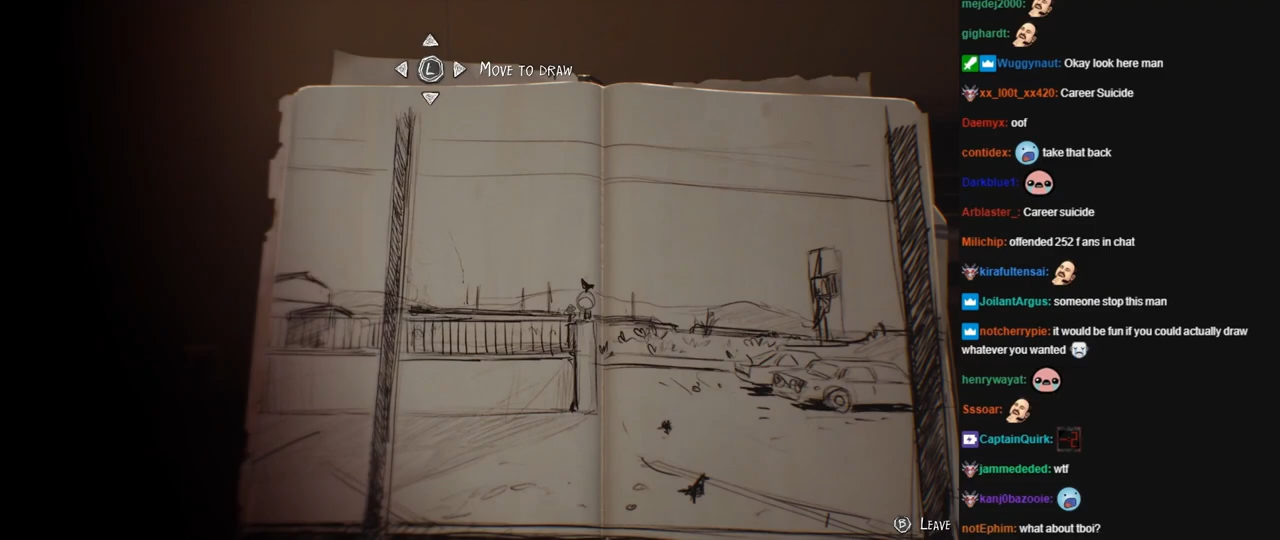 L Move to draw
B Leave
mejdej2000:
gighardt:
Wuggynaut: Okay look here man
xx_l00t_xx420: Career Suicide
Daemyx: oof
contidex: take that back
Darkblue1:
Arblaster_: Career suicide
Milichip: offended 252 f ans in chat
kirafultensai:
JoilantArgus: someone stop this man
notcherrypie: it would be fun if you could actually draw
whatever you wanted
henrywayat:
Sssoar:
CaptainQuirk: -2
jammededed: wtf
kanj0bazooie:
notEphim: what about tboi?